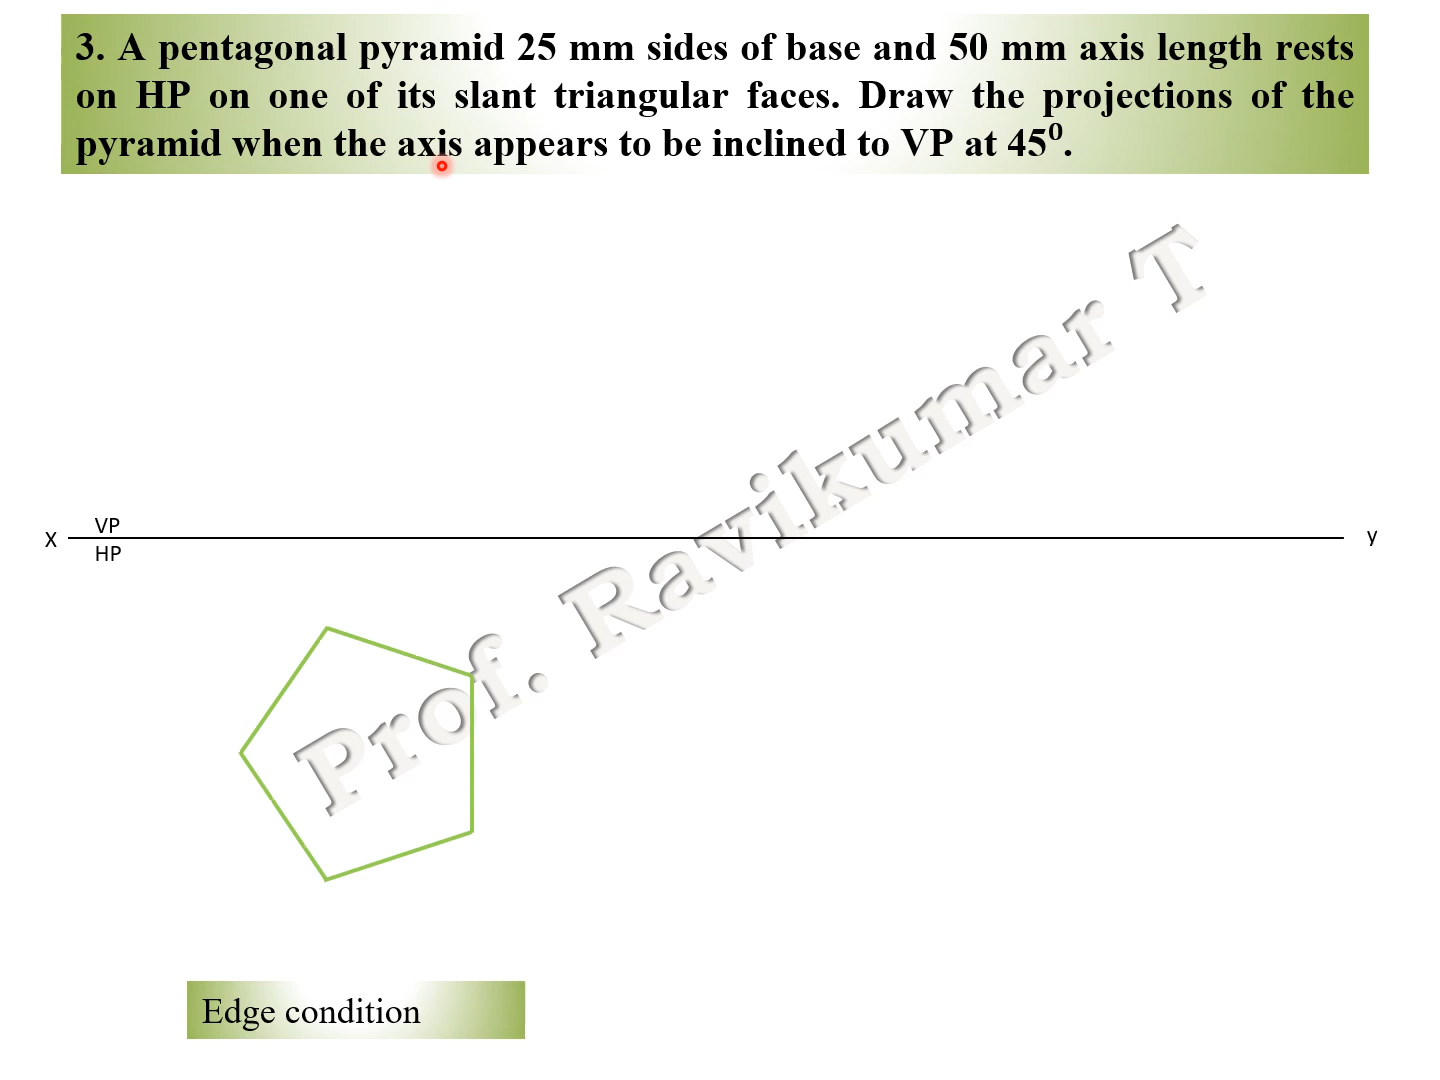 3. A pentagonal pyramid 25 mm sides of base and 50 mm axis length rests
on HP on one of its slant triangular faces. Draw the projections of the
pyramid when the axis appears to be inclined to VP at 45⁰.
Prof. Ravikumar T
X
VP
HP
y
Edge condition